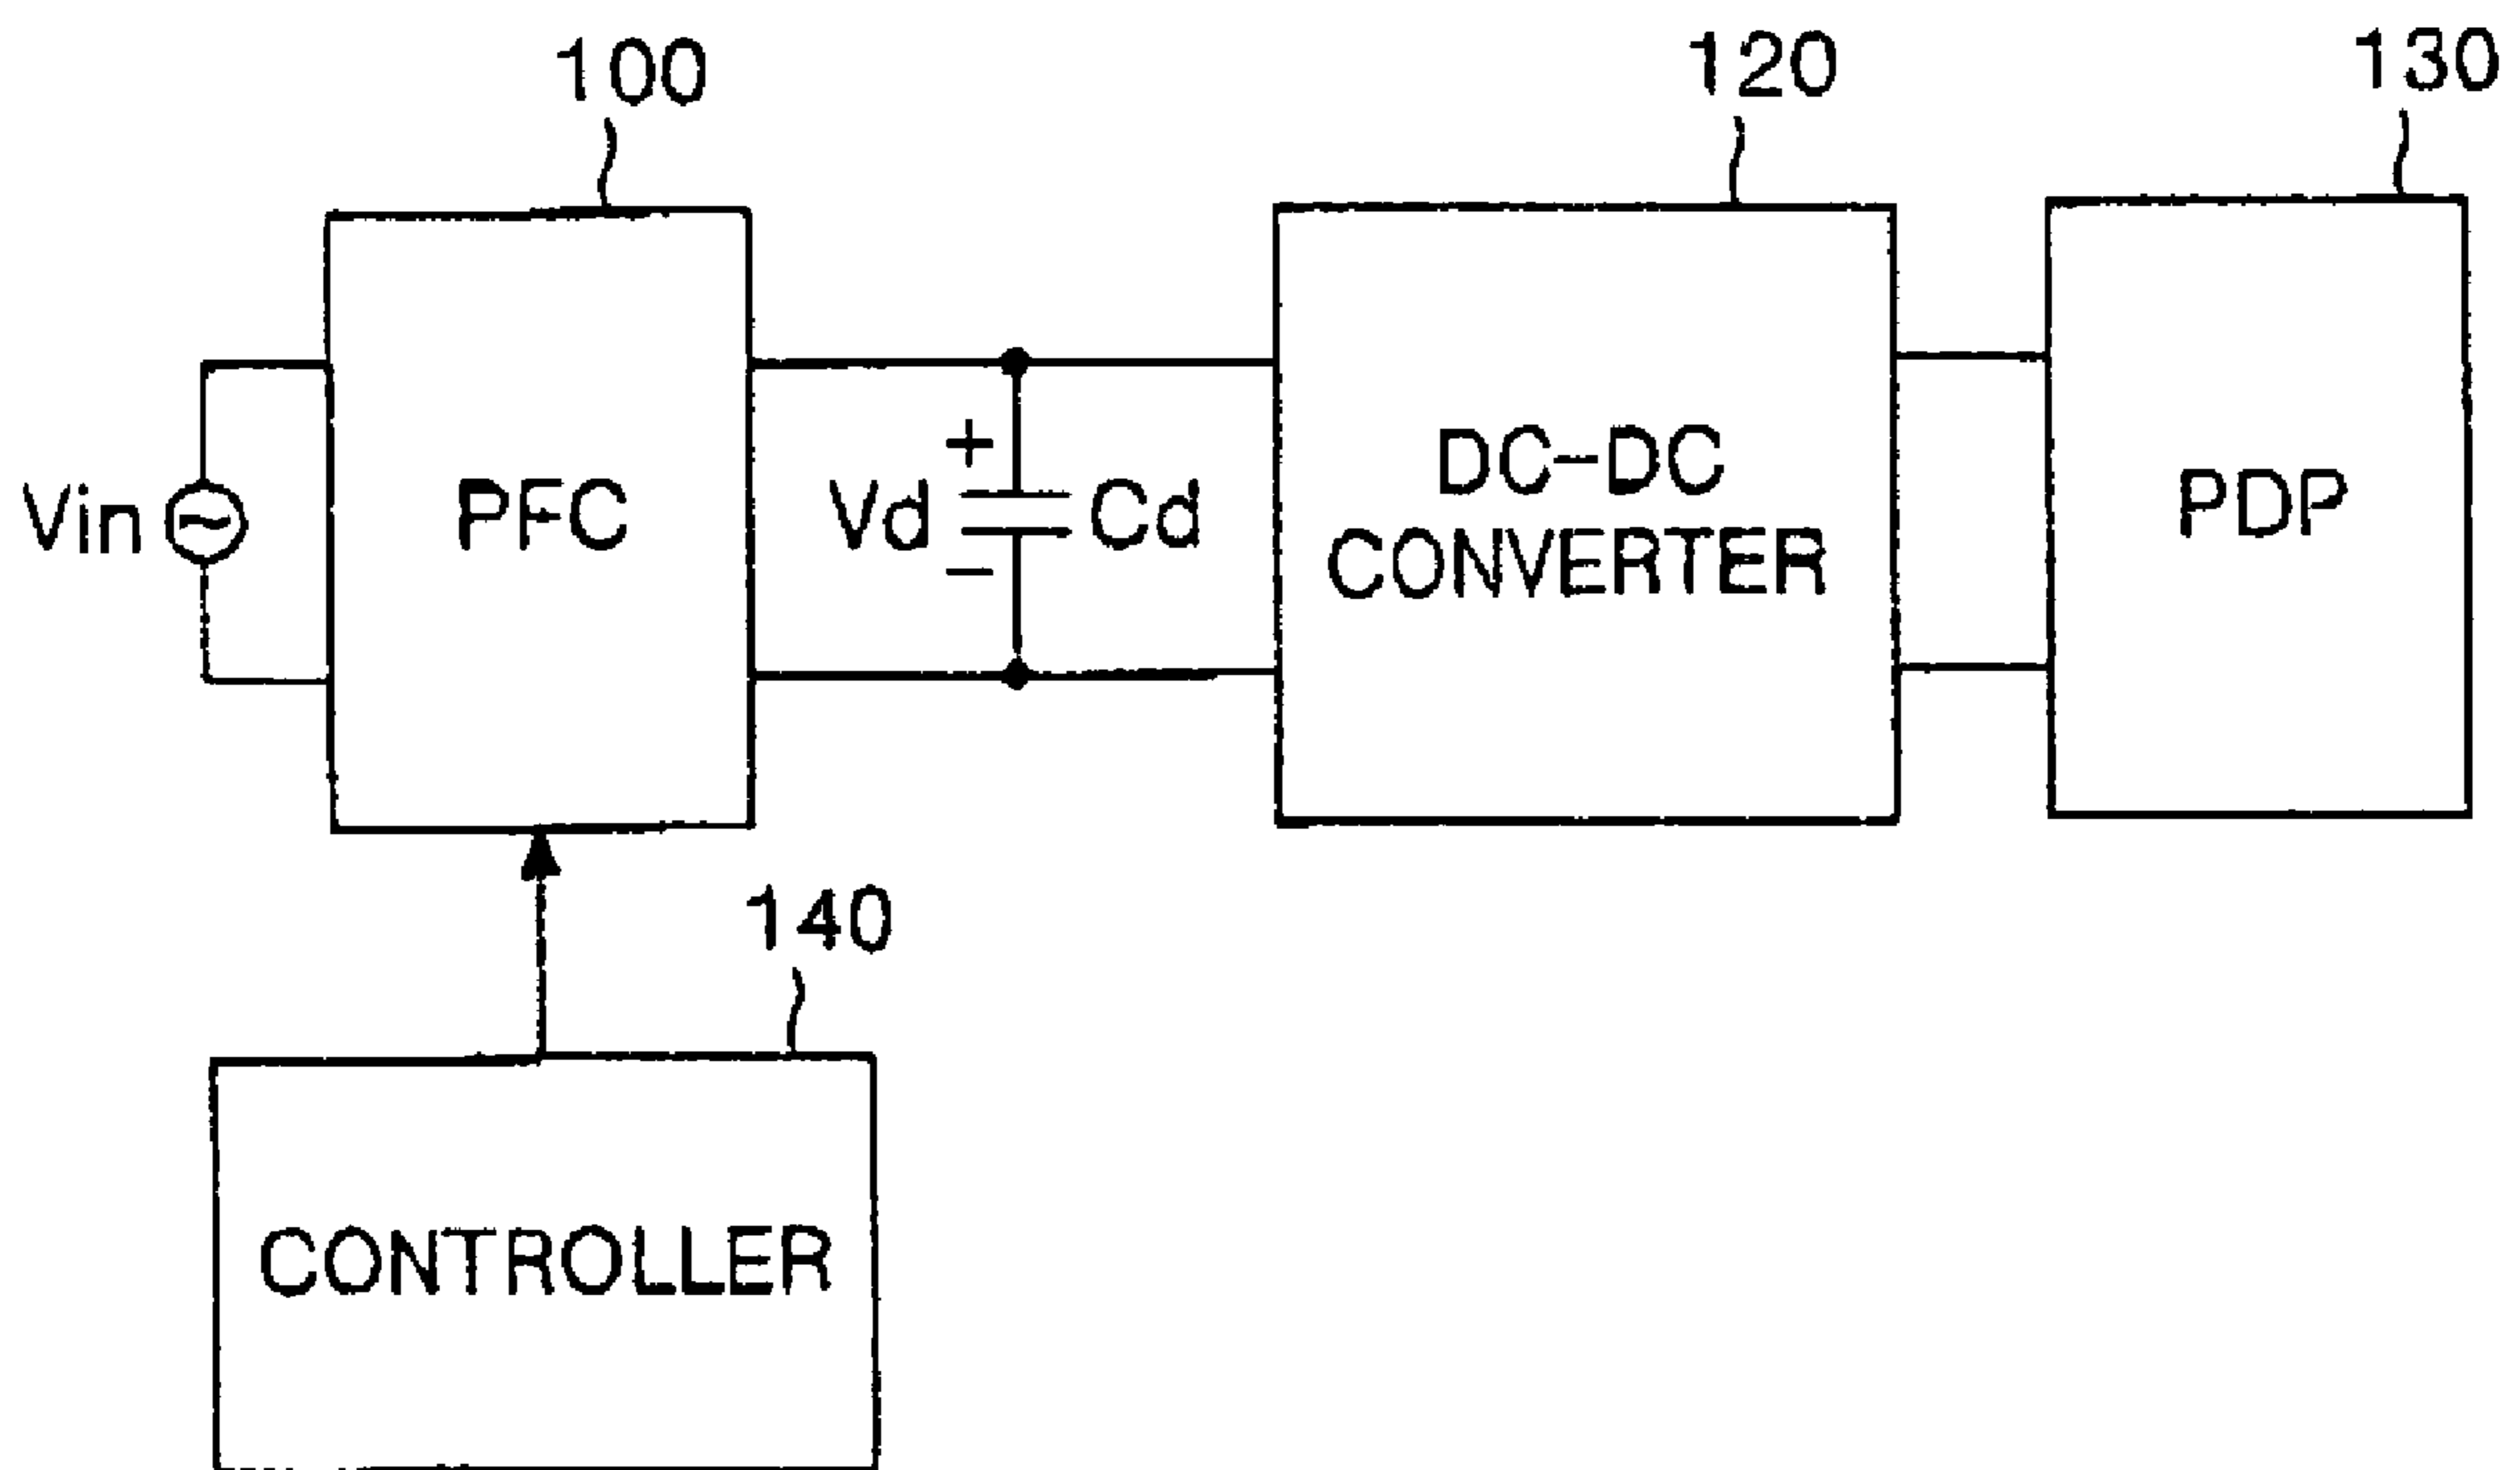 100
120
130
Vin
PFC
+
Vd
Cd
−
DC-DC
CONVERTER
PDP
140
CONTROLLER